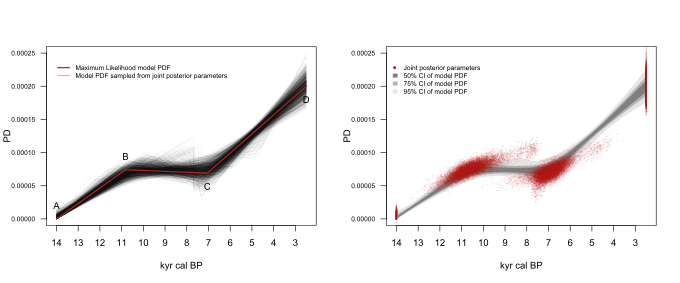 0.00025
0.00020
0.00015
0.00010
0.00005
0.00000
PD
Maximum Likelihood model PDF
Model PDF sampled from joint posterior parameters
A
B
C
D
14 13 12 11 10 9 8 7 6 5 4 3
kyr cal BP
0.00025
0.00020
0.00015
0.00010
0.00005
0.00000
PD
Joint posterior parameters
50% CI of model PDF
75% CI of model PDF
95% CI of model PDF
14 13 12 11 10 9 8 7 6 5 4 3
kyr cal BP